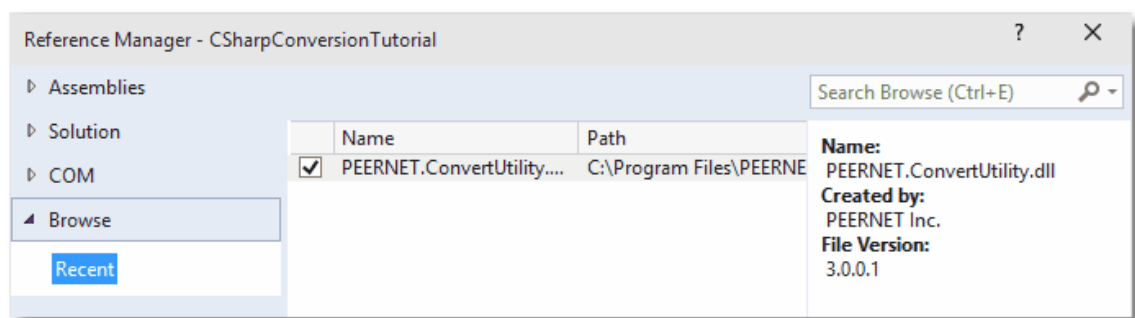 Reference Manager - CSharpConversionTutorial ? ×
Assemblies
Search Browse (Ctrl+E)
Solution
COM
Browse
Recent
Name Path
PEERNET.ConvertUtility.... C:\Program Files\PEERNE
Name:
PEERNET.ConvertUtility.dll
Created by:
PEERNET Inc.
File Version:
3.0.0.1